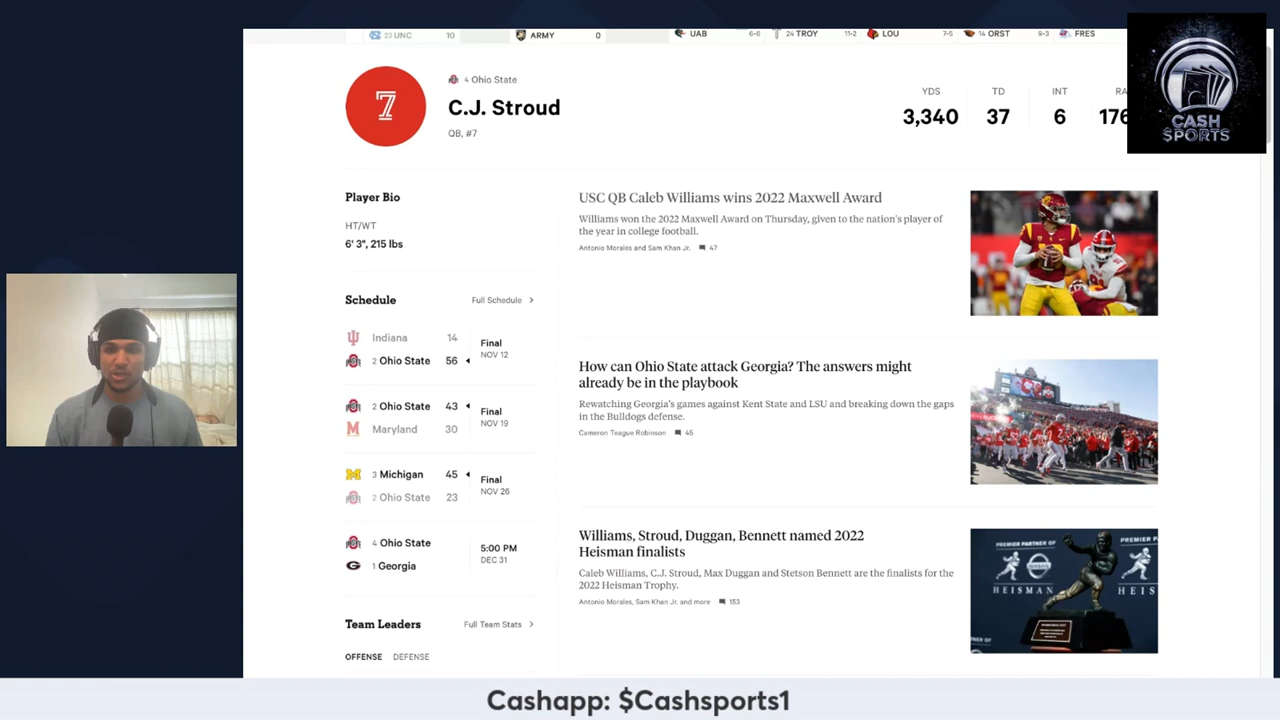 23 UNC 10 ARMY 0 UAB 6-6 24 TROY 11-2 LOU 7-5 14 ORST 9-3 FRES
CASH
$PORTS
7
4 Ohio State
C.J. Stroud
QB, #7
YDS TD INT RA
3,340 37 6 176
Player Bio
HT/WT
6' 3", 215 lbs
Schedule Full Schedule >
Indiana 14
2 Ohio State 56
Final
NOV 12
2 Ohio State 43
Maryland 30
Final
NOV 19
3 Michigan 45
2 Ohio State 23
Final
NOV 26
4 Ohio State
1 Georgia
5:00 PM
DEC 31
Team Leaders Full Team Stats >
OFFENSE DEFENSE
USC QB Caleb Williams wins 2022 Maxwell Award
Williams won the 2022 Maxwell Award on Thursday, given to the nation's player of
the year in college football.
Antonio Morales and Sam Khan Jr. 47
How can Ohio State attack Georgia? The answers might
already be in the playbook
Rewatching Georgia's games against Kent State and LSU and breaking down the gaps
in the Bulldogs defense.
Cameron Teague Robinson 45
Williams, Stroud, Duggan, Bennett named 2022
Heisman finalists
Caleb Williams, C.J. Stroud, Max Duggan and Stetson Bennett are the finalists for the
2022 Heisman Trophy.
Antonio Morales, Sam Khan Jr. and more 153
PREMIER PARTNER OF
NISSAN
HEISMAN
PREMIER P
HEIS
Cashapp: $Cashsports1